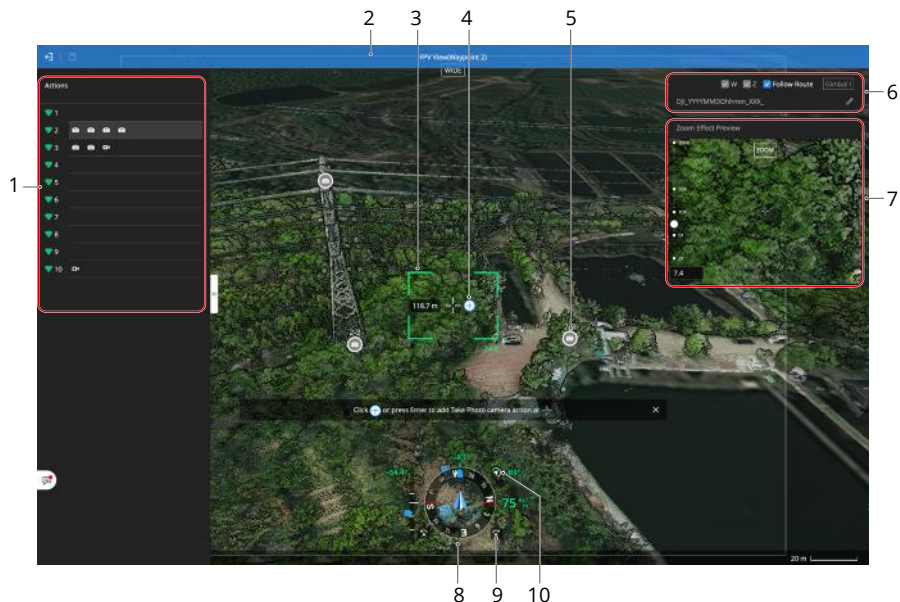 2 3 4 5
FPV View(Waypoint 2)
WIDE
Actions
W Z Follow Route Gimbal
6
DJI_YYYYMMDDhhmm_XXX_
1
2
3
4
5
6
7
8
9
10
1
Zoom Effect Preview
ZOOM
7
7.4
118.7 m
Click or press Enter to add Take Photo camera action at
W
N
S
E
75 ALT m
20 m
8 9 10